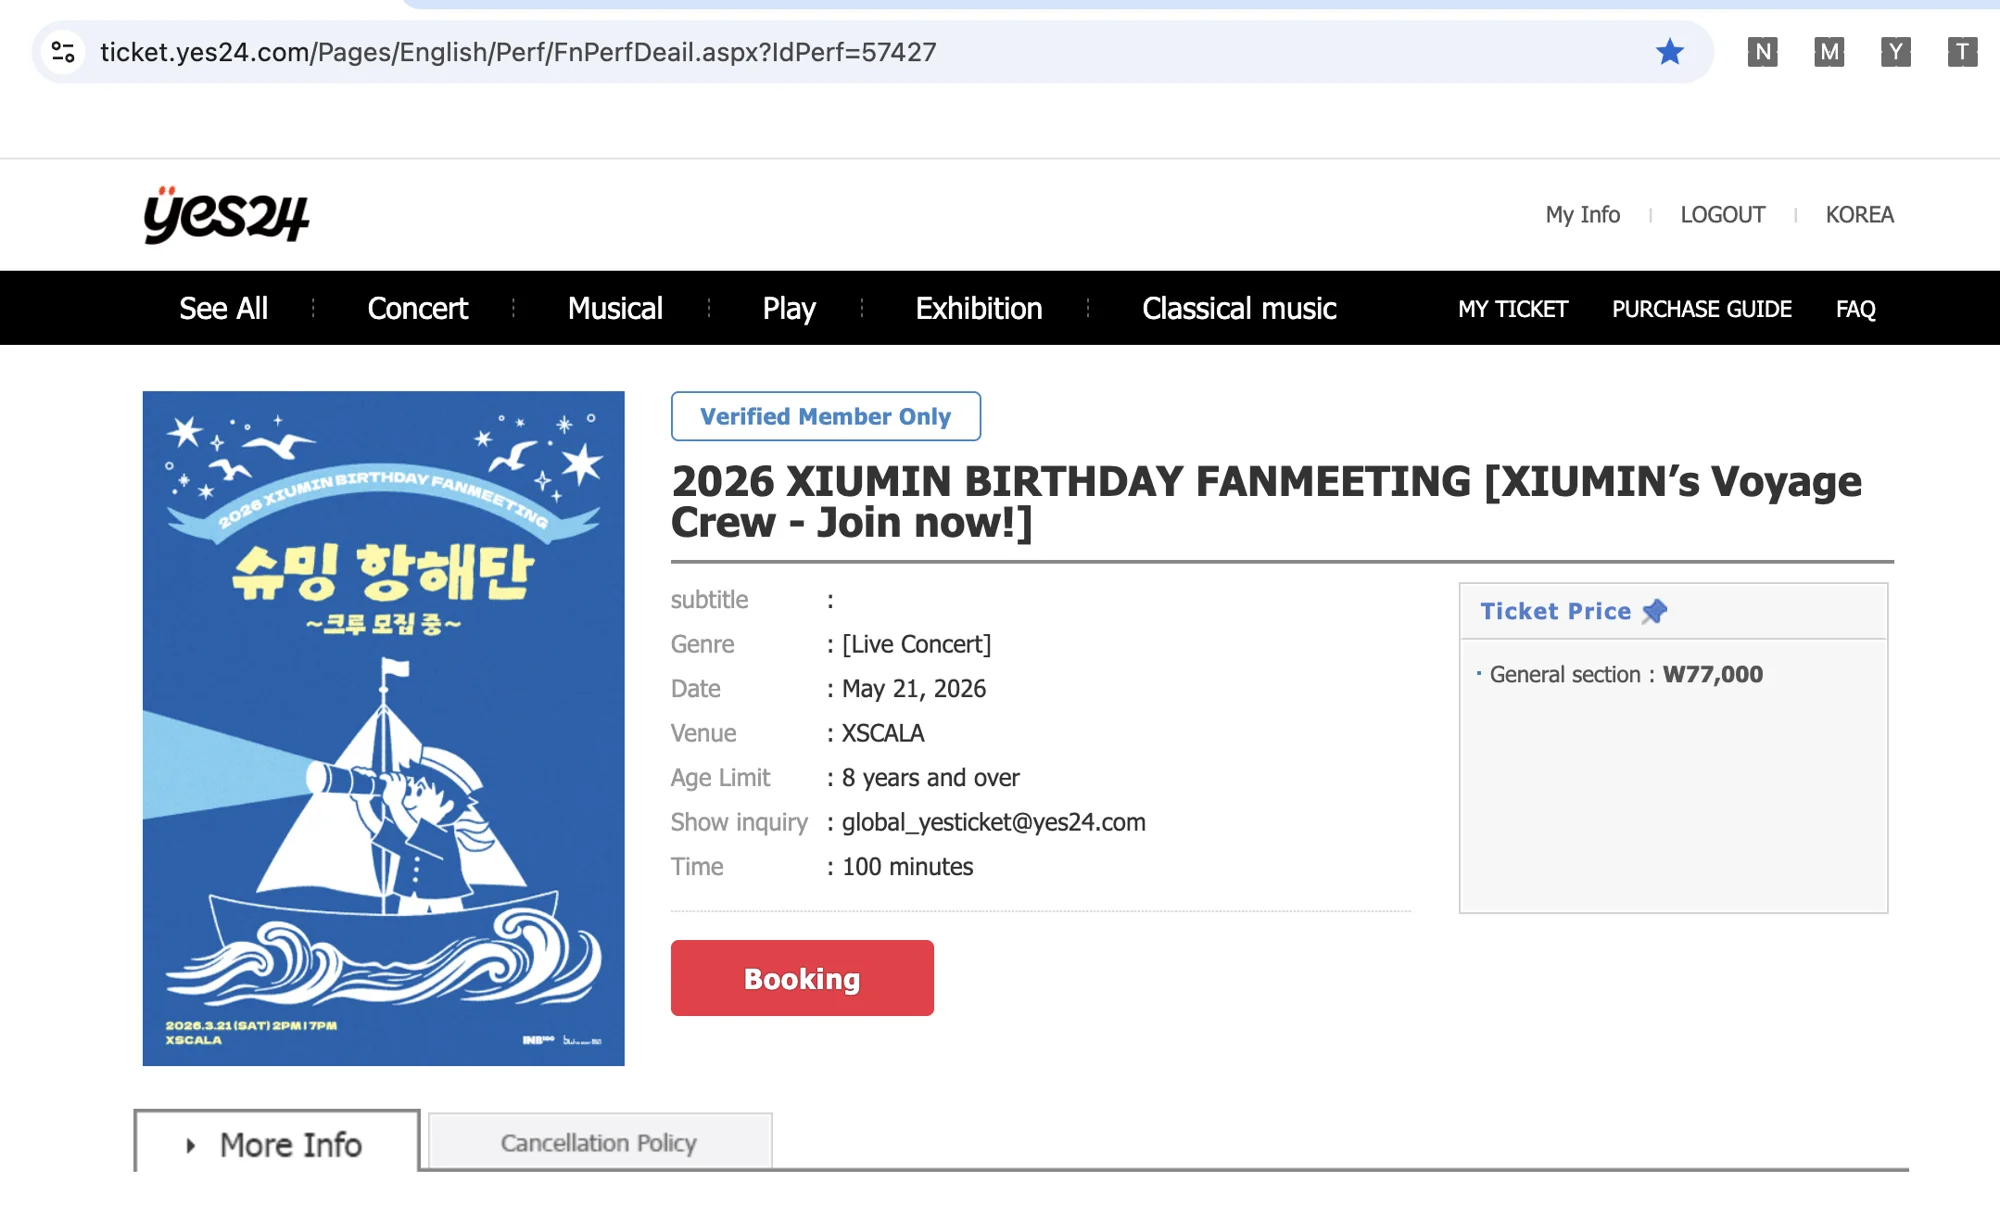 ticket.yes24.com/Pages/English/Perf/FnPerfDeail.aspx?IdPerf=57427
N M Y T
yes24
My Info | LOGOUT | KOREA
See All Concert Musical Play Exhibition Classical music MY TICKET PURCHASE GUIDE FAQ
2026 XIUMIN BIRTHDAY FANMEETING
슈밍 항해단
~크루 모집 중~
2026.3.21(SAT) 2PM | 7PM
XSCALA
INB100
Verified Member Only
2026 XIUMIN BIRTHDAY FANMEETING [XIUMIN’s Voyage
Crew - Join now!]
subtitle :
Genre : [Live Concert]
Date : May 21, 2026
Venue : XSCALA
Age Limit : 8 years and over
Show inquiry : global_yesticket@yes24.com
Time : 100 minutes
Ticket Price
· General section : W77,000
Booking
More Info
Cancellation Policy